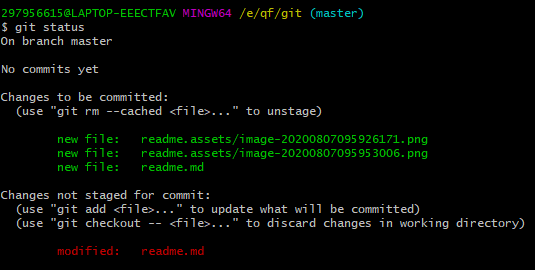 297956615@LAPTOP-EEECTFAV MINGW64 /e/qf/git (master)
$ git status
On branch master
No commits yet
Changes to be committed:
(use "git rm --cached <file>..." to unstage)
new file: readme.assets/image-20200807095926171.png
new file: readme.assets/image-20200807095953006.png
new file: readme.md
Changes not staged for commit:
(use "git add <file>..." to update what will be committed)
(use "git checkout -- <file>..." to discard changes in working directory)
modified: readme.md